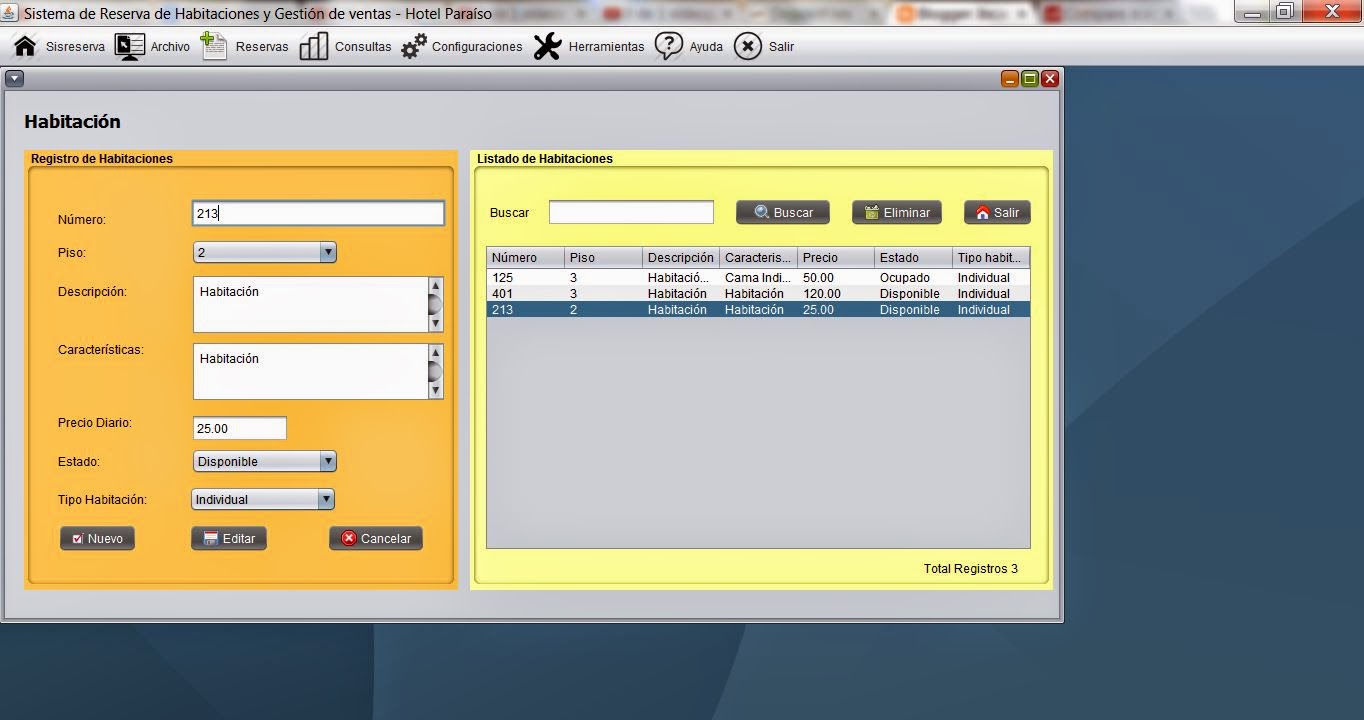 Sistema de Reserva de Habitaciones y Gestión de ventas - Hotel Paraíso
Sisreserva Archivo Reservas Consultas Configuraciones Herramientas Ayuda Salir
Habitación
Registro de Habitaciones
Número: 213
Piso: 2
Descripción: Habitación
Características: Habitación
Precio Diario: 25.00
Estado: Disponible
Tipo Habitación: Individual
Nuevo Editar Cancelar
Listado de Habitaciones
Buscar Buscar Eliminar Salir
Número Piso Descripción Caracteris... Precio Estado Tipo habit...
125 3 Habitació... Cama Indi... 50.00 Ocupado Individual
401 3 Habitación Habitación 120.00 Disponible Individual
213 2 Habitación Habitación 25.00 Disponible Individual
Total Registros 3